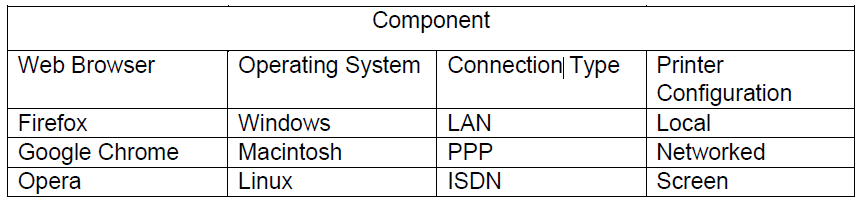 Component
Web Browser Operating System Connection Type Printer Configuration
Firefox Windows LAN Local
Google Chrome Macintosh PPP Networked
Opera Linux ISDN Screen